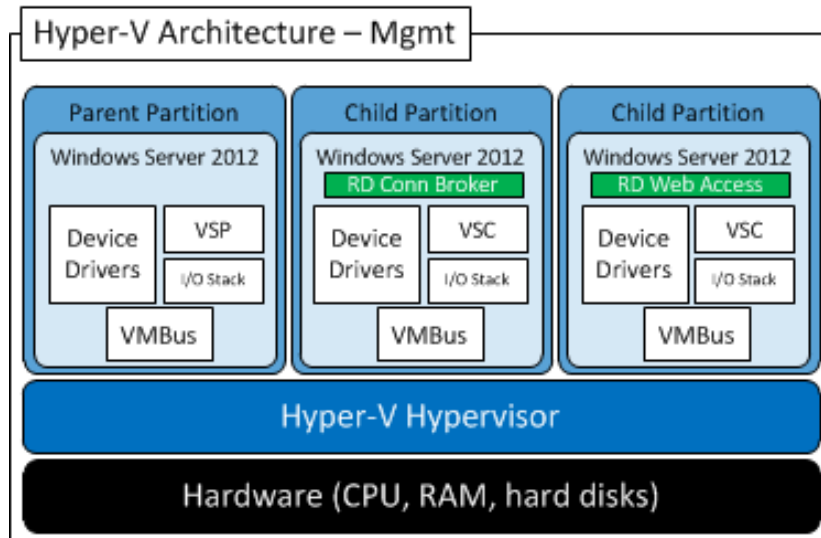 Hyper-V Architecture – Mgmt
Parent Partition
Windows Server 2012
Device
Drivers
VSP
I/O Stack
VMBus
Child Partition
Windows Server 2012
RD Conn Broker
Device
Drivers
VSC
I/O Stack
VMBus
Child Partition
Windows Server 2012
RD Web Access
Device
Drivers
VSC
I/O Stack
VMBus
Hyper-V Hypervisor
Hardware (CPU, RAM, hard disks)